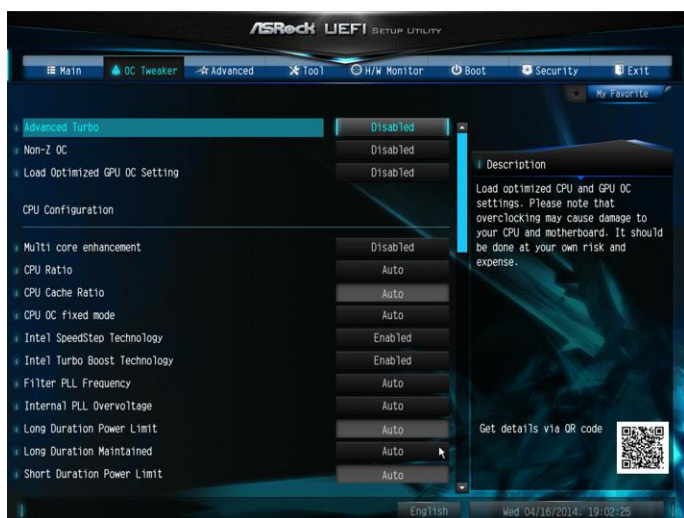 ASRock UEFI SETUP UTILITY
Main OC Tweaker Advanced Tool H/W Monitor Boot Security Exit
My Favorite
Advanced Turbo Disabled
Non-Z OC Disabled
Load Optimized GPU OC Setting Disabled
CPU Configuration
Multi core enhancement Disabled
CPU Ratio Auto
CPU Cache Ratio Auto
CPU OC fixed mode Auto
Intel SpeedStep Technology Enabled
Intel Turbo Boost Technology Enabled
Filter PLL Frequency Auto
Internal PLL Overvoltage Auto
Long Duration Power Limit Auto
Long Duration Maintained Auto
Short Duration Power Limit Auto
Description
Load optimized CPU and GPU OC
settings. Please note that
overclocking may cause damage to
your CPU and motherboard. It should
be done at your own risk and
expense.
Get details via QR code
English Wed 04/16/2014, 19:02:25